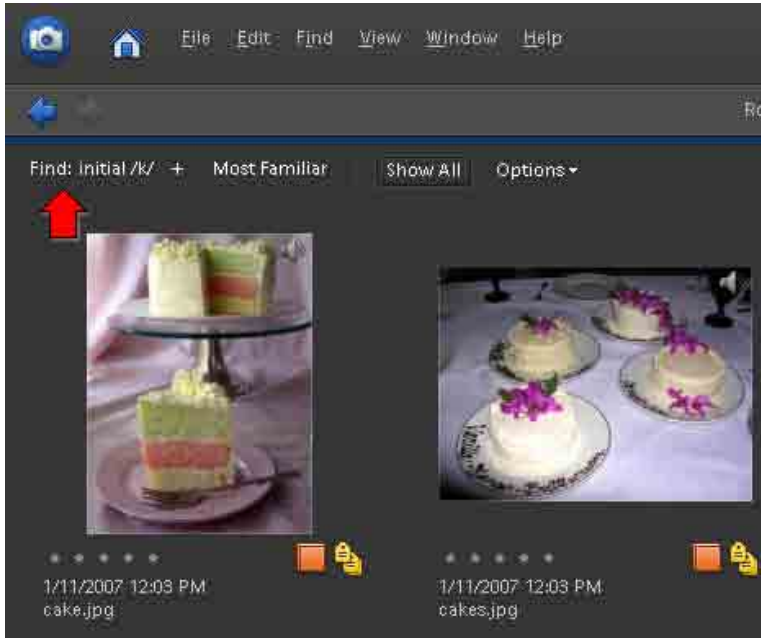 File Edit Find View Window Help
Find: initial /k/ + Most Familiar Show All Options
1/11/2007 12:03 PM
cake.jpg
1/11/2007 12:03 PM
cakes.jpg